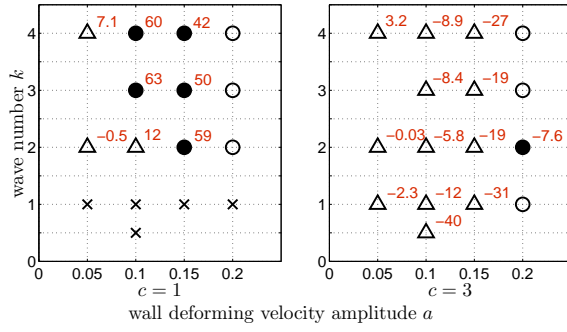 wave number k
4
3
2
1
0
7.1 60 42
63 50
−0.5 12 59
0 0.05 0.1 0.15 0.2
c = 1
4
3
2
1
0
3.2 −8.9 −27
−8.4 −19
−0.03 −5.8 −19 −7.6
−2.3 −12 −31
−40
0 0.05 0.1 0.15 0.2
c = 3
wall deforming velocity amplitude a